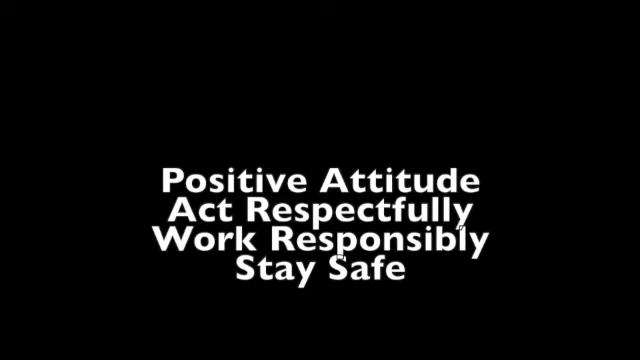 Positive Attitude
Act Respectfully
Work Responsibly
Stay Safe